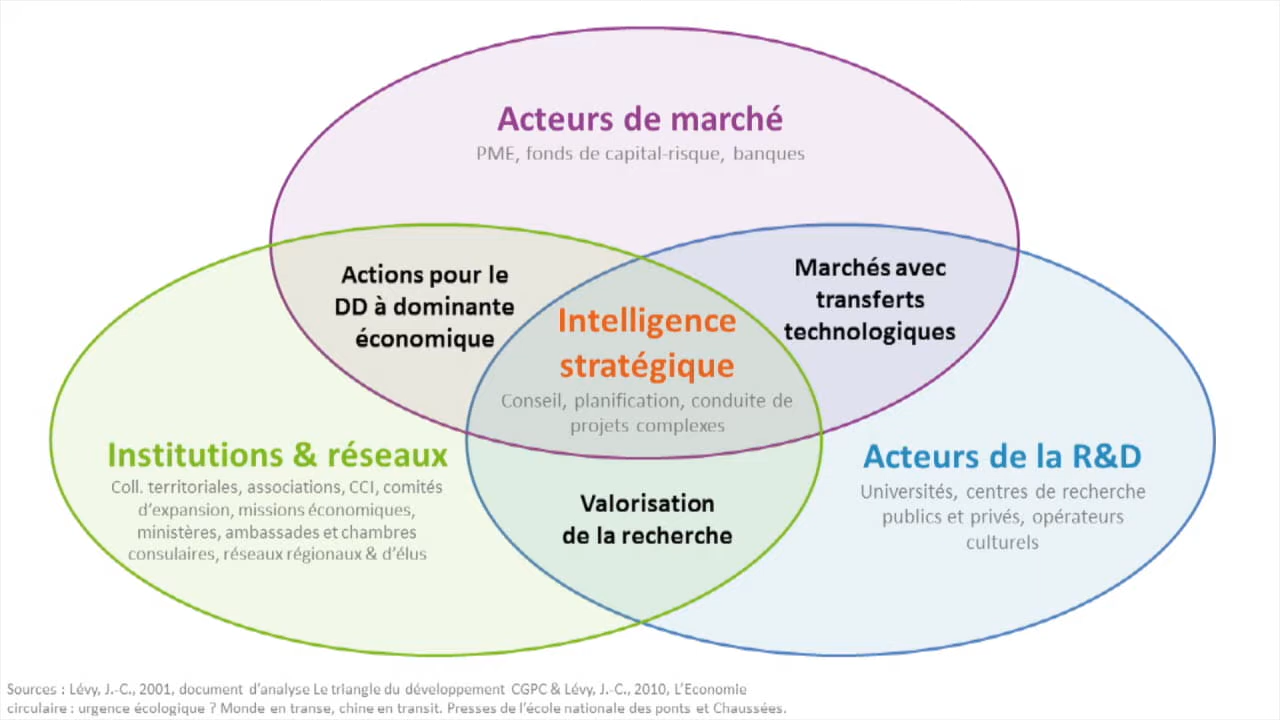 Acteurs de marché
PME, fonds de capital-risque, banques
Actions pour le
DD à dominante
économique
Intelligence
stratégique
Conseil, planification, conduite de
projets complexes
Marchés avec
transferts
technologiques
Institutions & réseaux
Coll. territoriales, associations, CCI, comités
d'expansion, missions économiques,
ministères, ambassades et chambres
consulaires, réseaux régionaux & d'élus
Valorisation
de la recherche
Acteurs de la R&D
Universités, centres de recherche
publics et privés, opérateurs
culturels
Sources : Lévy, J.-C., 2001, document d'analyse Le triangle du développement CGPC & Lévy, J.-C., 2010, L'Economie
circulaire : urgence écologique ? Monde en transe, chine en transit. Presses de l'école nationale des ponts et Chaussées.